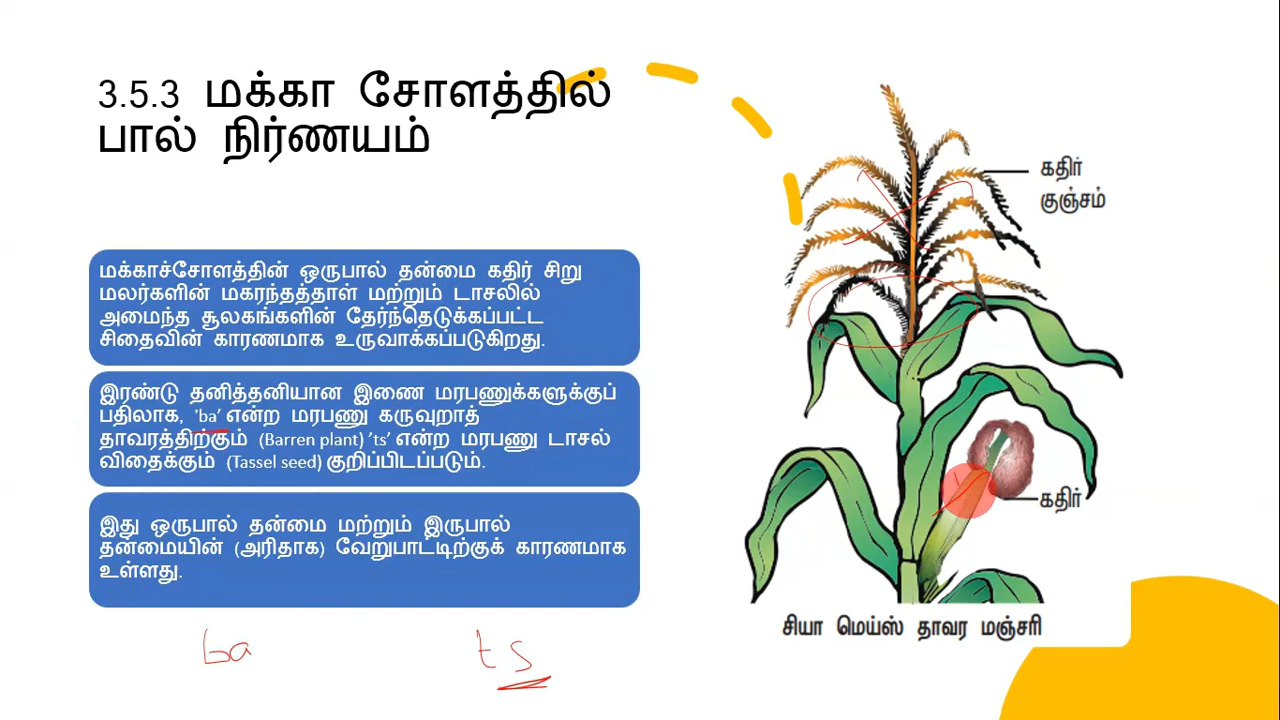 3.5.3 மக்கா சோளத்தில்
பால் நிர்ணயம்
மக்காச்சோளத்தின் ஒருபால் தன்மை கதிர் சிறு
மலர்களின் மகரந்தத்தாள் மற்றும் டாசலில்
அமைந்த சூலகங்களின் தேர்ந்தெடுக்கப்பட்ட
சிதைவின் காரணமாக உருவாக்கப்படுகிறது.
இரண்டு தனித்தனியான இணை மரபணுக்களுக்குப்
பதிலாக, 'ba' என்ற மரபணு கருவுறாத்
தாவரத்திற்கும் (Barren plant) 'ts' என்ற மரபணு டாசல்
விதைக்கும் (Tassel seed) குறிப்பிடப்படும்.
இது ஒருபால் தன்மை மற்றும் இருபால்
தன்மையின் (அரிதாக) வேறுபாட்டிற்குக் காரணமாக
உள்ளது.
ba ts
கதிர்
குஞ்சம்
கதிர்
சியா மெய்ஸ் தாவர மஞ்சரி